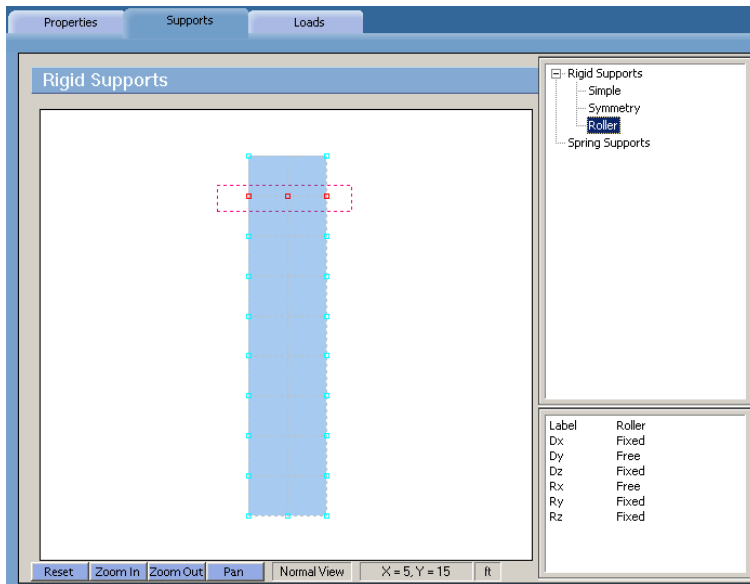 Properties Supports Loads
Rigid Supports
Rigid Supports
Simple
Symmetry
Roller
Spring Supports
Label Roller
Dx Fixed
Dy Free
Dz Fixed
Rx Free
Ry Fixed
Rz Fixed
Reset Zoom In Zoom Out Pan Normal View X = 5, Y = 15 ft